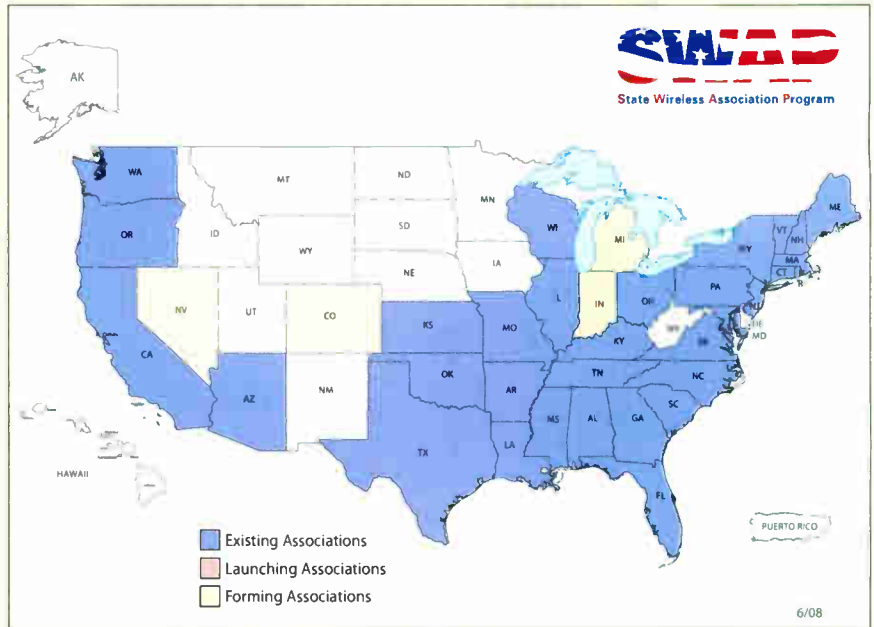 AK
SWAP
State Wireless Association Program
WA
MT
ND
MN
ME
OR
ID
SD
WI
MI
VT
NH
NY
WY
IA
MA
CT
NE
PA
NV
UT
CO
IL
IN
OH
NJ
DE
MD
CA
KS
MO
KY
AZ
NM
OK
AR
TN
NC
SC
TX
LA
MS
AL
GA
FL
HAWAII
PUERTO RICO
Existing Associations
Launching Associations
Forming Associations
6/08